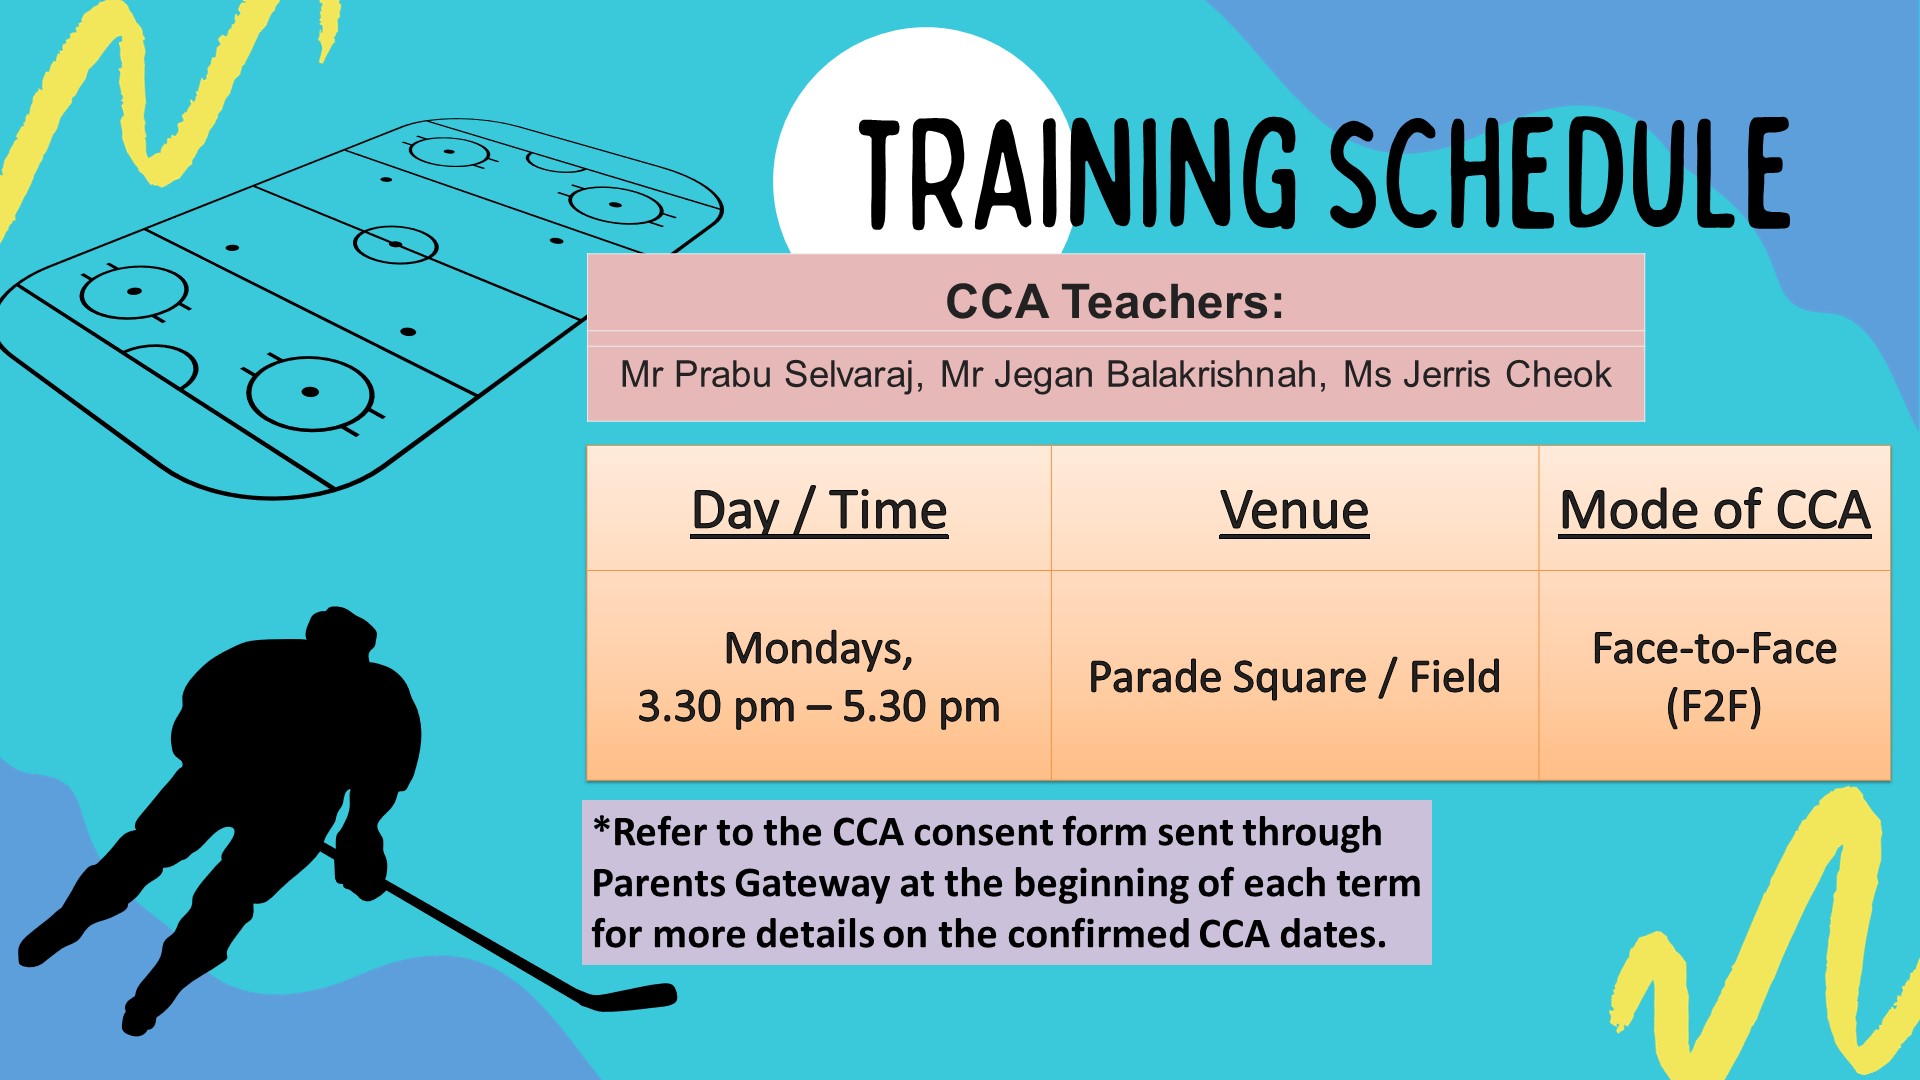 TRAINING SCHEDULE
CCA Teachers:
Mr Prabu Selvaraj, Mr Jegan Balakrishnah, Ms Jerris Cheok
Day / Time
Venue
Mode of CCA
Mondays,
3.30 pm – 5.30 pm
Parade Square / Field
Face-to-Face
(F2F)
*Refer to the CCA consent form sent through
Parents Gateway at the beginning of each term
for more details on the confirmed CCA dates.